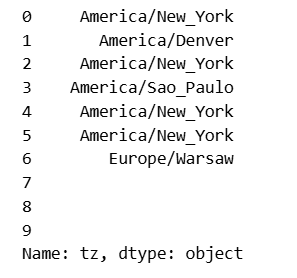 0    America/New_York
1    America/Denver
2    America/New_York
3    America/Sao_Paulo
4    America/New_York
5    America/New_York
6    Europe/Warsaw
7
8
9
Name: tz, dtype: object